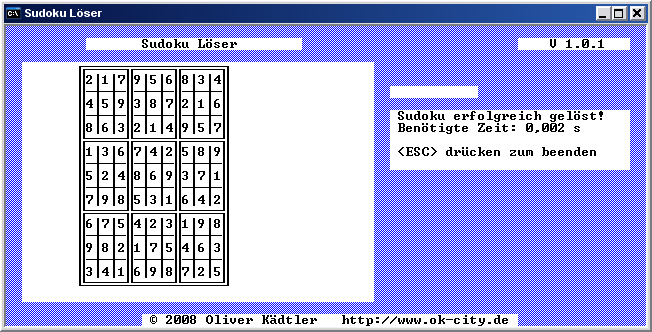 Sudoku Löser
Sudoku Löser
V 1.0.1
2 1 7 9 5 6 8 3 4
4 5 9 3 8 7 2 1 6
8 6 3 2 1 4 9 5 7
1 3 6 7 4 2 5 8 9
5 2 4 8 6 9 3 7 1
7 9 8 5 3 1 6 4 2
6 7 5 4 2 3 1 9 8
9 8 2 1 7 5 4 6 3
3 4 1 6 9 8 7 2 5
Sudoku erfolgreich gelöst!
Benötigte Zeit: 0,002 s
<ESC> drücken zum beenden
© 2008 Oliver Kädtler http://www.ok-city.de